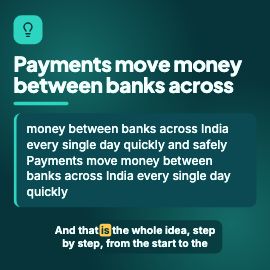 Payments move money
between banks across
money between banks across India
every single day quickly and safely
Payments move money between
banks across India every single day
quickly
And that is the whole idea, step
by step, from the start to the